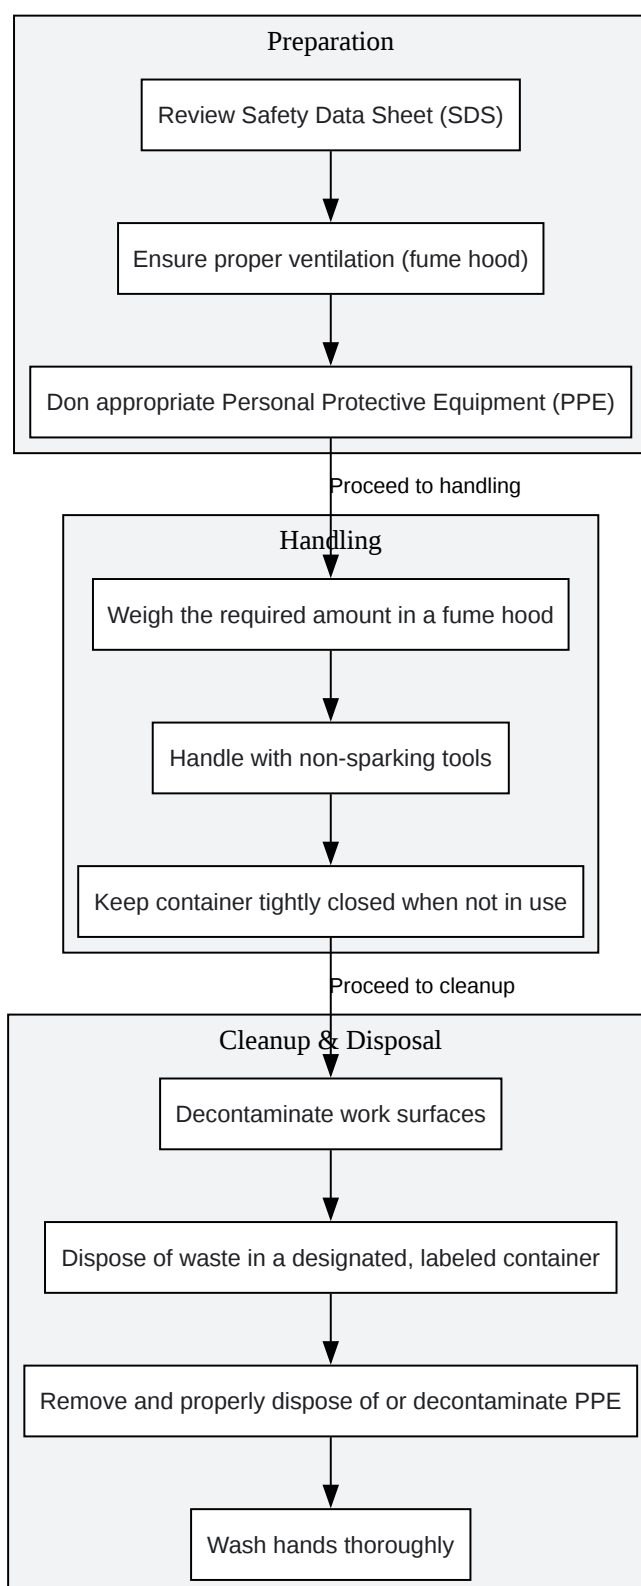 Preparation
Review Safety Data Sheet (SDS)
Ensure proper ventilation (fume hood)
Don appropriate Personal Protective Equipment (PPE)
Proceed to handling
Handling
Weigh the required amount in a fume hood
Handle with non-sparking tools
Keep container tightly closed when not in use
Proceed to cleanup
Cleanup & Disposal
Decontaminate work surfaces
Dispose of waste in a designated, labeled container
Remove and properly dispose of or decontaminate PPE
Wash hands thoroughly